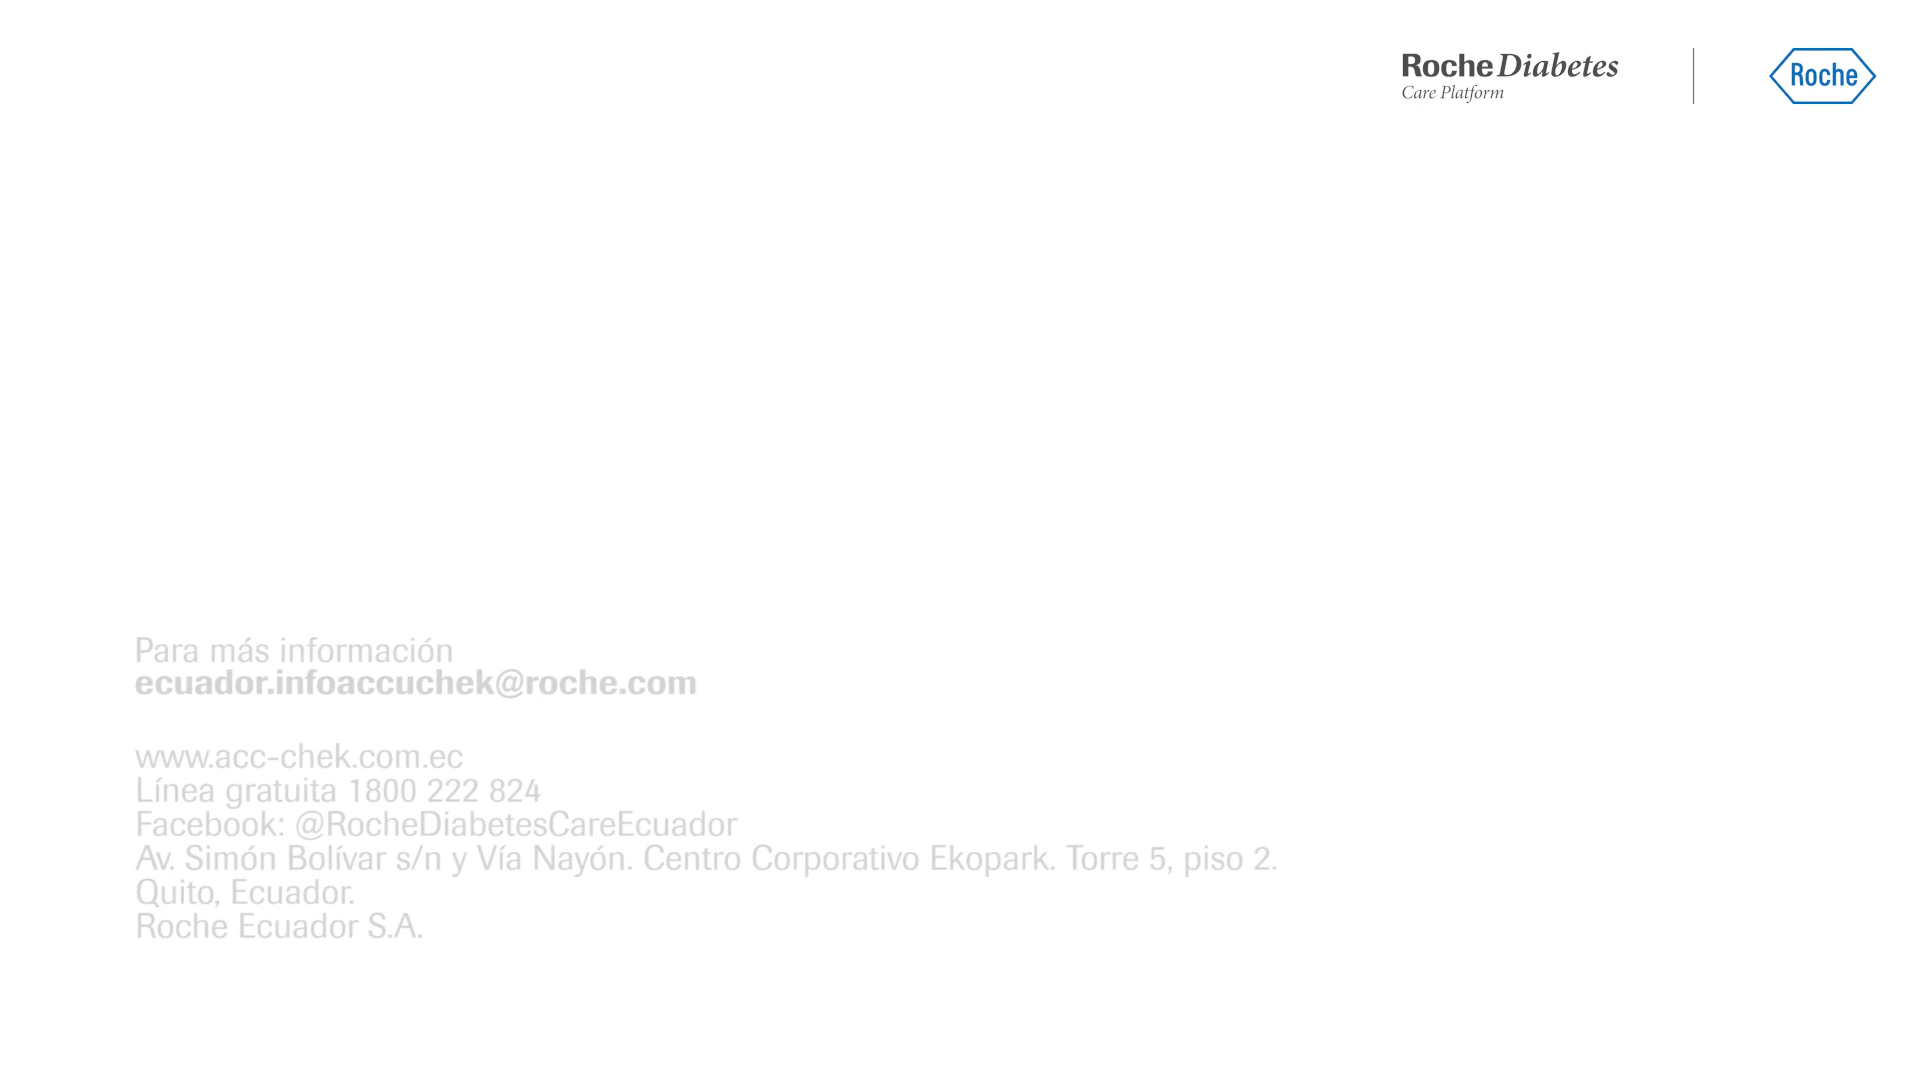 Roche Diabetes
Care Platform
Roche
Para más información
ecuador.infoaccuchek@roche.com
www.acc-chek.com.ec
Línea gratuita 1800 222 824
Facebook: @RocheDiabetesCareEcuador
Av. Simón Bolívar s/n y Vía Nayón. Centro Corporativo Ekopark. Torre 5, piso 2.
Quito, Ecuador.
Roche Ecuador S.A.